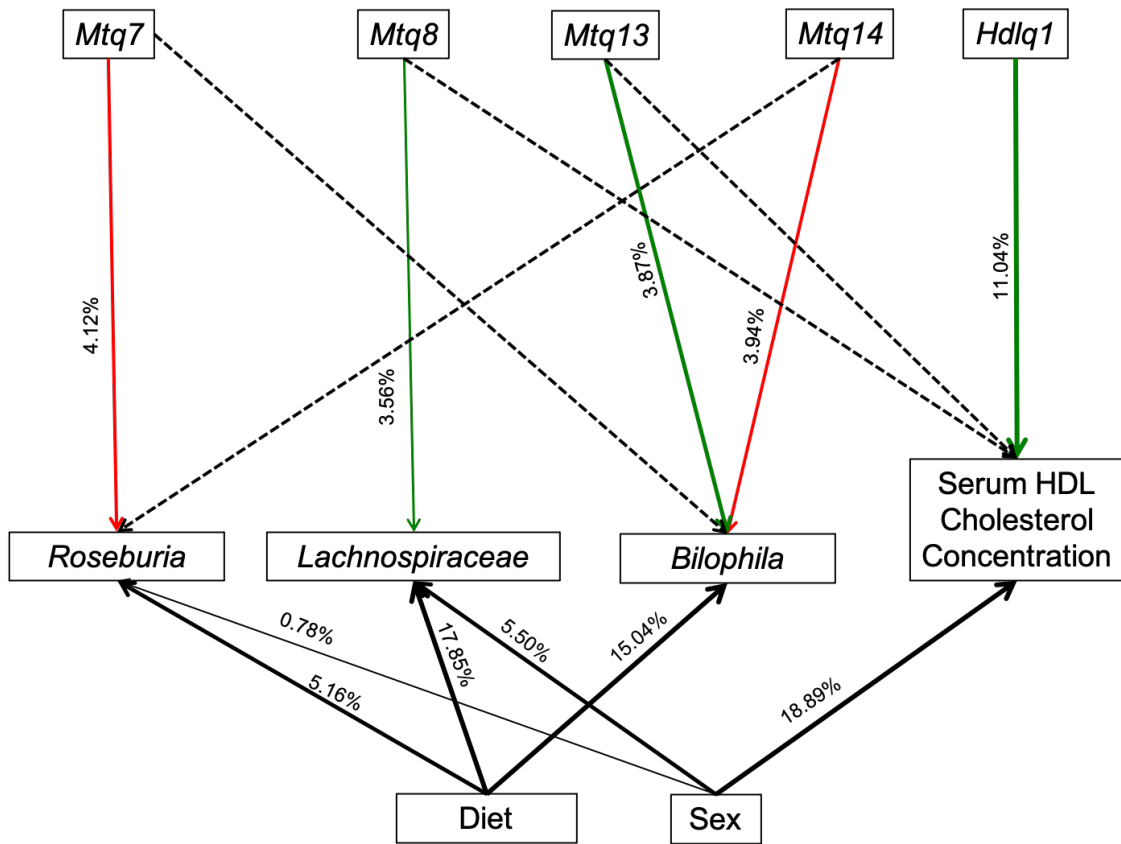 Mtq7
Mtq8
Mtq13
Mtq14
Hdlq1
4.12%
3.56%
3.87%
3.94%
11.04%
Roseburia
Lachnospiraceae
Bilophila
Serum HDL
Cholesterol
Concentration
0.78%
5.16%
17.85%
5.50%
15.04%
18.89%
Diet
Sex